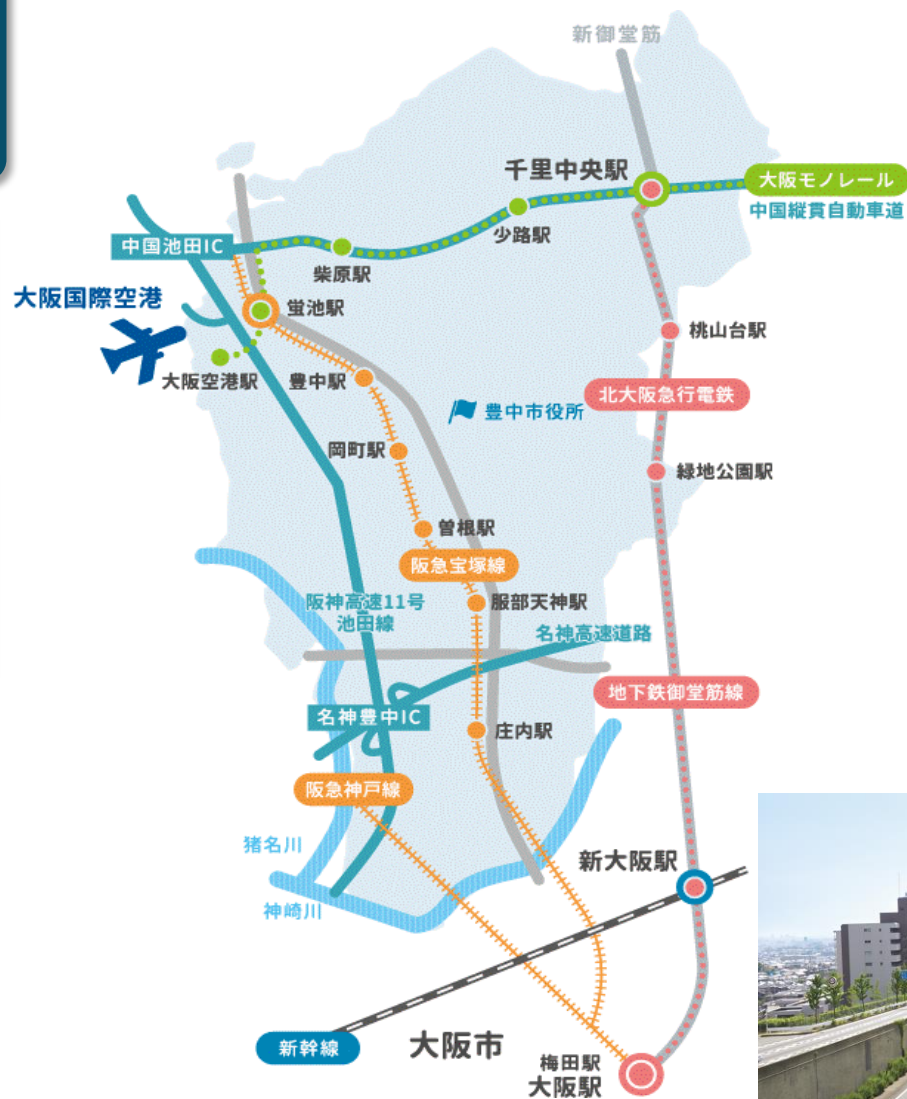 新御堂筋
千里中央駅
大阪モノレール
中国縦貫自動車道
少路駅
中国池田IC
柴原駅
大阪国際空港
蛍池駅
桃山台駅
大阪空港駅
豊中駅
北大阪急行電鉄
豊中市役所
岡町駅
緑地公園駅
曽根駅
阪急宝塚線
阪神高速11号
池田線
服部天神駅
名神高速道路
地下鉄御堂筋線
名神豊中IC
庄内駅
阪急神戸線
猪名川
新大阪駅
神崎川
新幹線
大阪市
梅田駅
大阪駅